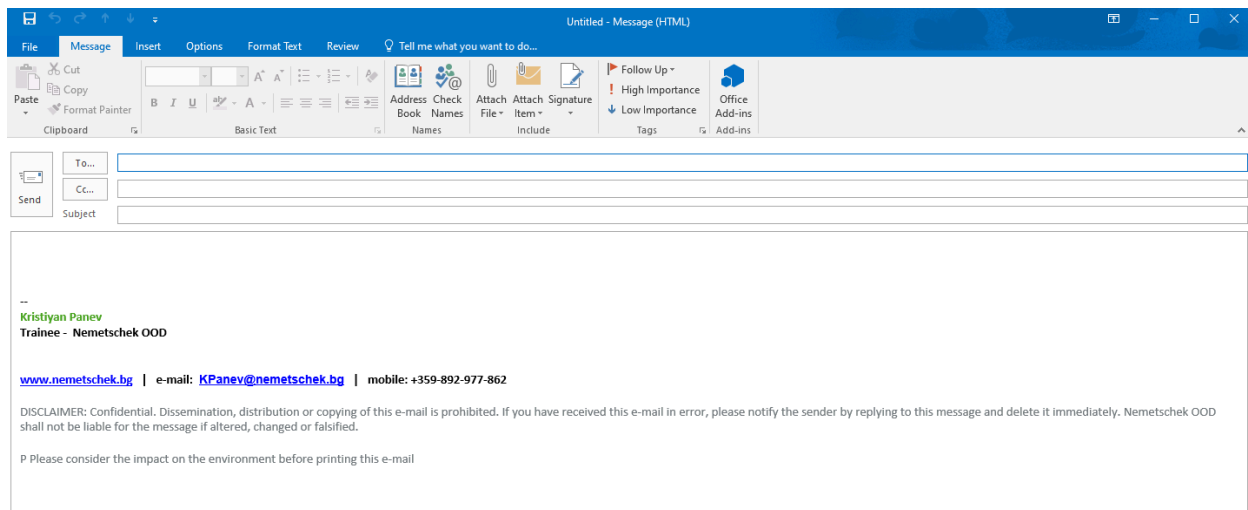 Untitled - Message (HTML)
File Message Insert Options Format Text Review Tell me what you want to do...
Paste
Cut
Copy
Format Painter
Clipboard
B I U
Basic Text
Address Book
Check Names
Names
Attach File
Attach Item
Signature
Include
Follow Up
High Importance
Low Importance
Tags
Office Add-ins
Add-ins
Send
To...
Cc...
Subject
--
Kristiyan Panev
Trainee - Nemetschek OOD
www.nemetschek.bg | e-mail: KPanev@nemetschek.bg | mobile: +359-892-977-862
DISCLAIMER: Confidential. Dissemination, distribution or copying of this e-mail is prohibited. If you have received this e-mail in error, please notify the sender by replying to this message and delete it immediately. Nemetschek OOD
shall not be liable for the message if altered, changed or falsified.
P Please consider the impact on the environment before printing this e-mail